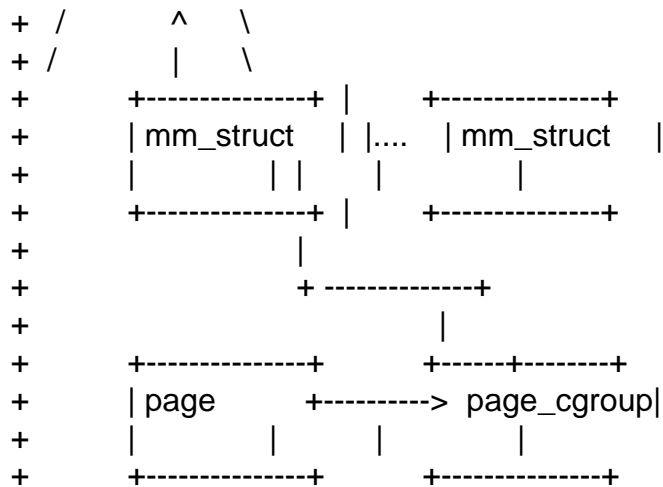 + / ^ \
+ / | \
+ +---------------+ | +---------------+
+ | mm_struct | |.... | mm_struct |
+ | | | | |
+ +---------------+ | +---------------+
+ |
+ + --------------+
+ |
+ +---------------+ +------+--------+
+ | page +----------> page_cgroup|
+ | | | |
+ +---------------+ +---------------+